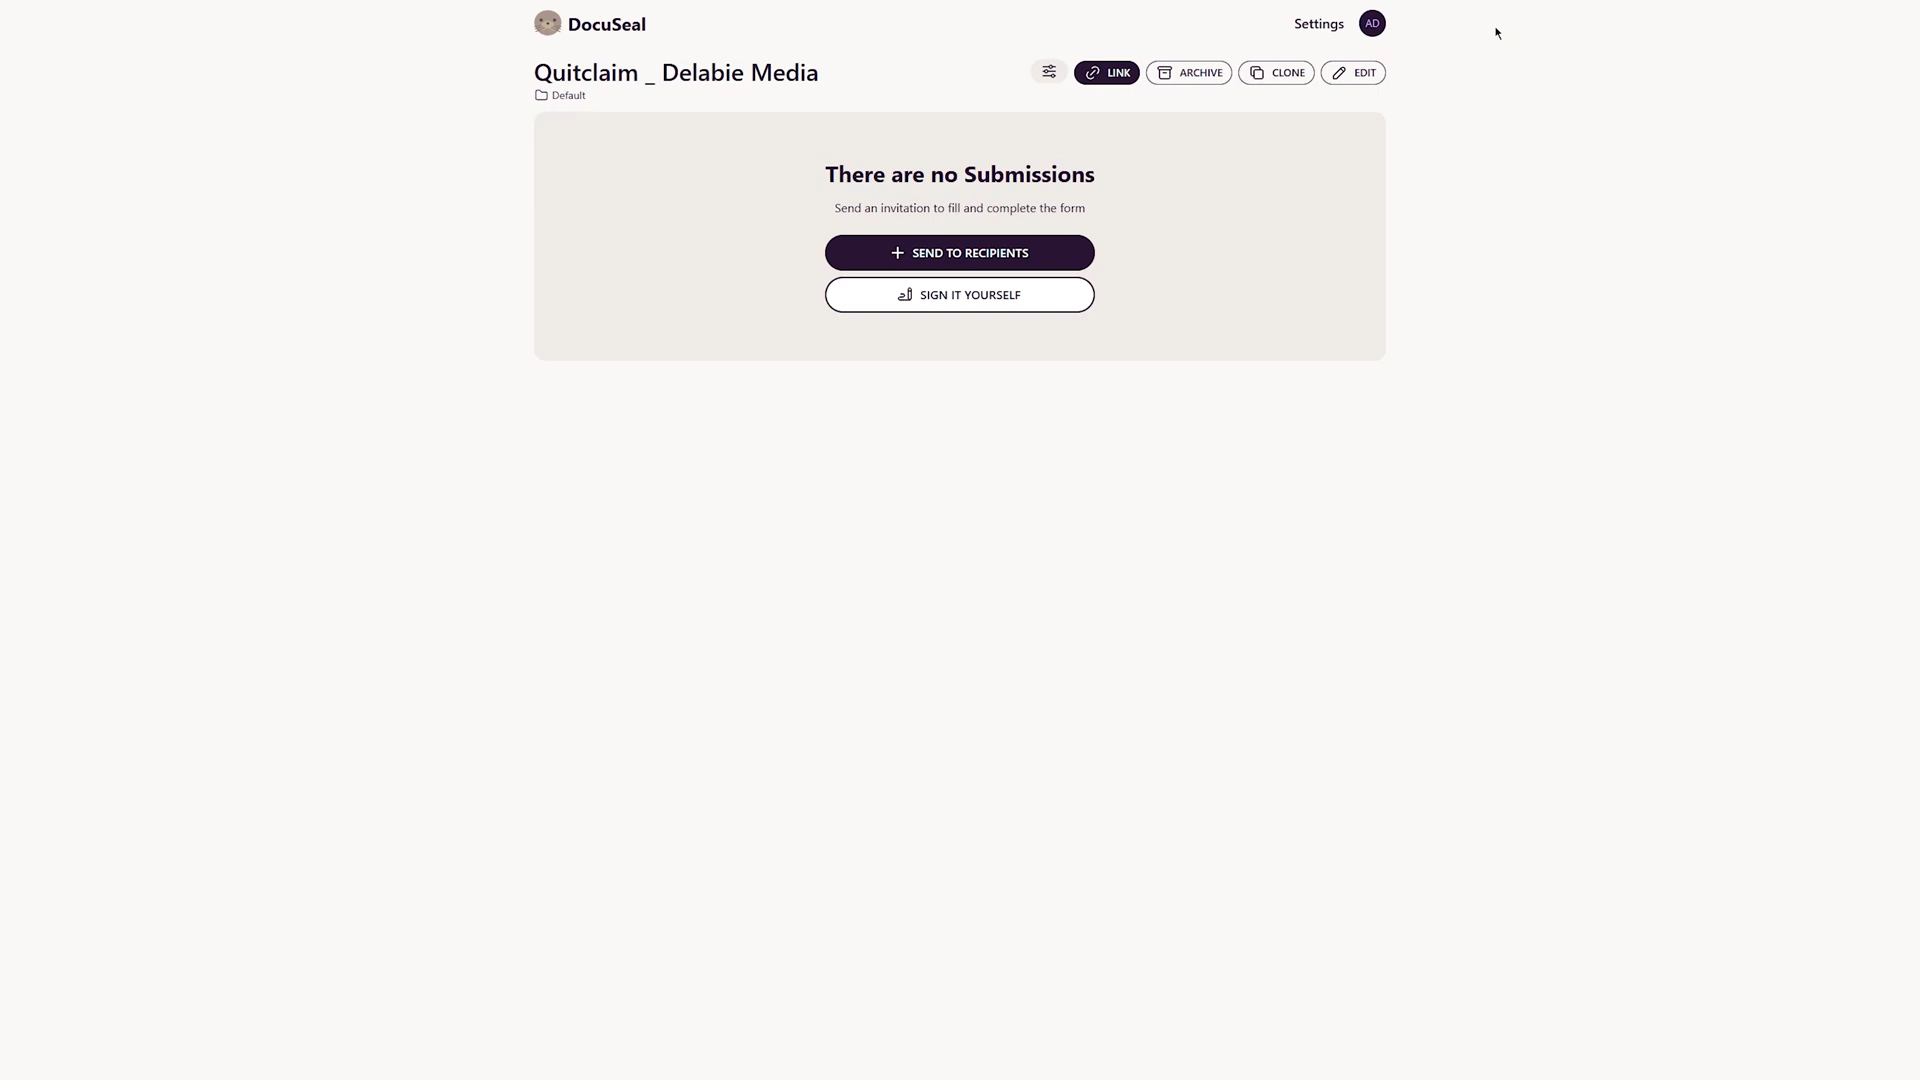 DocuSeal
Settings
AD
Quitclaim _ Delabie Media
LINK
ARCHIVE
CLONE
EDIT
Default
There are no Submissions
Send an invitation to fill and complete the form
SEND TO RECIPIENTS
SIGN IT YOURSELF